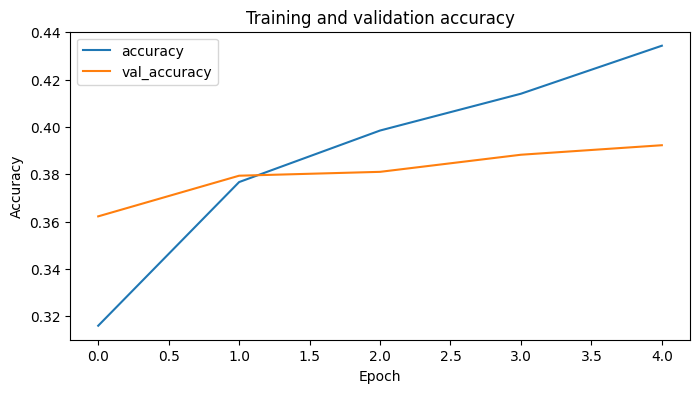 Training and validation accuracy
accuracy
val_accuracy
0.44
0.42
0.40
0.38
0.36
0.34
0.32
Accuracy
0.0 0.5 1.0 1.5 2.0 2.5 3.0 3.5 4.0
Epoch